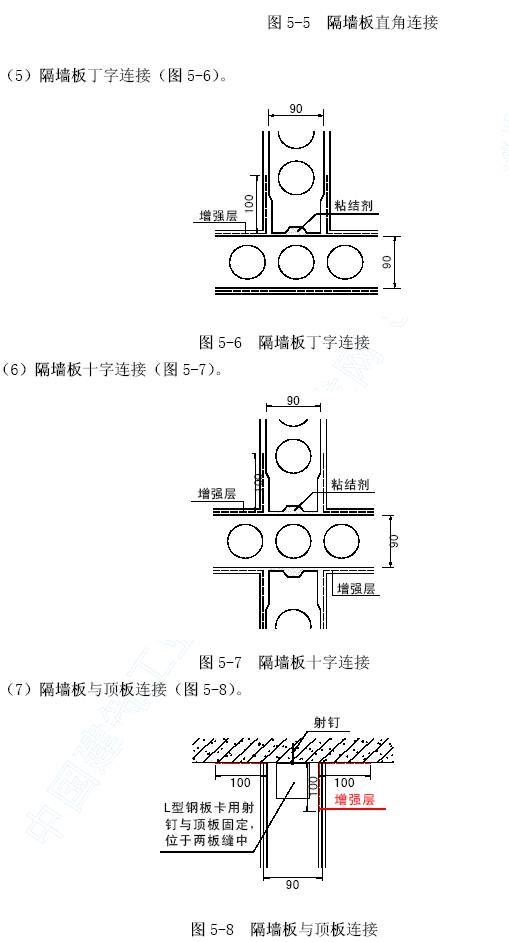 图 5-5 隔墙板直角连接
（5）隔墙板丁字连接（图 5-6）。
90
100
粘结剂
增强层
90
图 5-6 隔墙板丁字连接
（6）隔墙板十字连接（图 5-7）。
90
100
粘结剂
增强层
90
增强层
图 5-7 隔墙板十字连接
（7）隔墙板与顶板连接（图 5-8）。
射钉
100
100
100
增强层
L型钢板卡用射
钉与顶板固定，
位于两板缝中
90
图 5-8 隔墙板与顶板连接